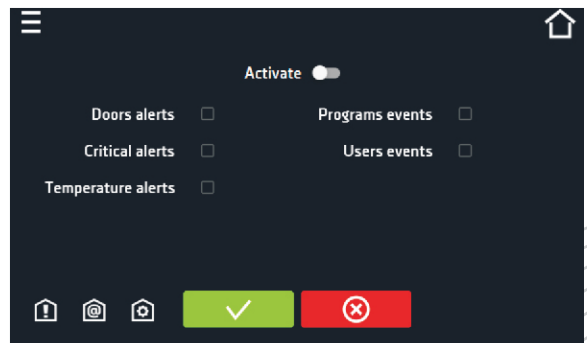 Activate
Doors alerts
Programs events
Critical alerts
Users events
Temperature alerts